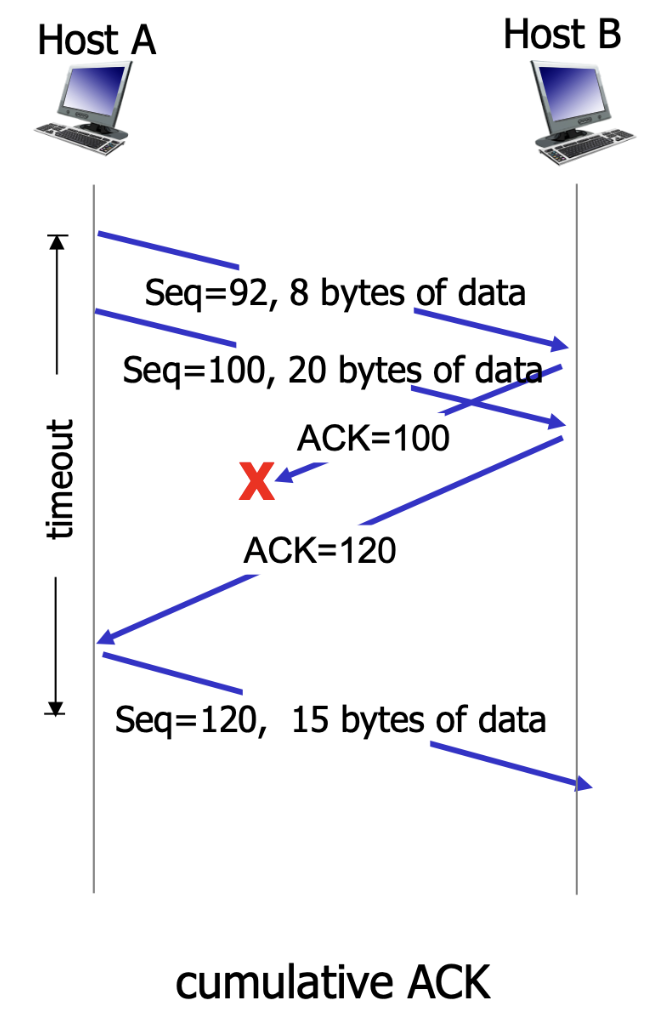 Host A
Host B
Seq=92, 8 bytes of data
Seq=100, 20 bytes of data
ACK=100
X
timeout
ACK=120
Seq=120, 15 bytes of data
cumulative ACK